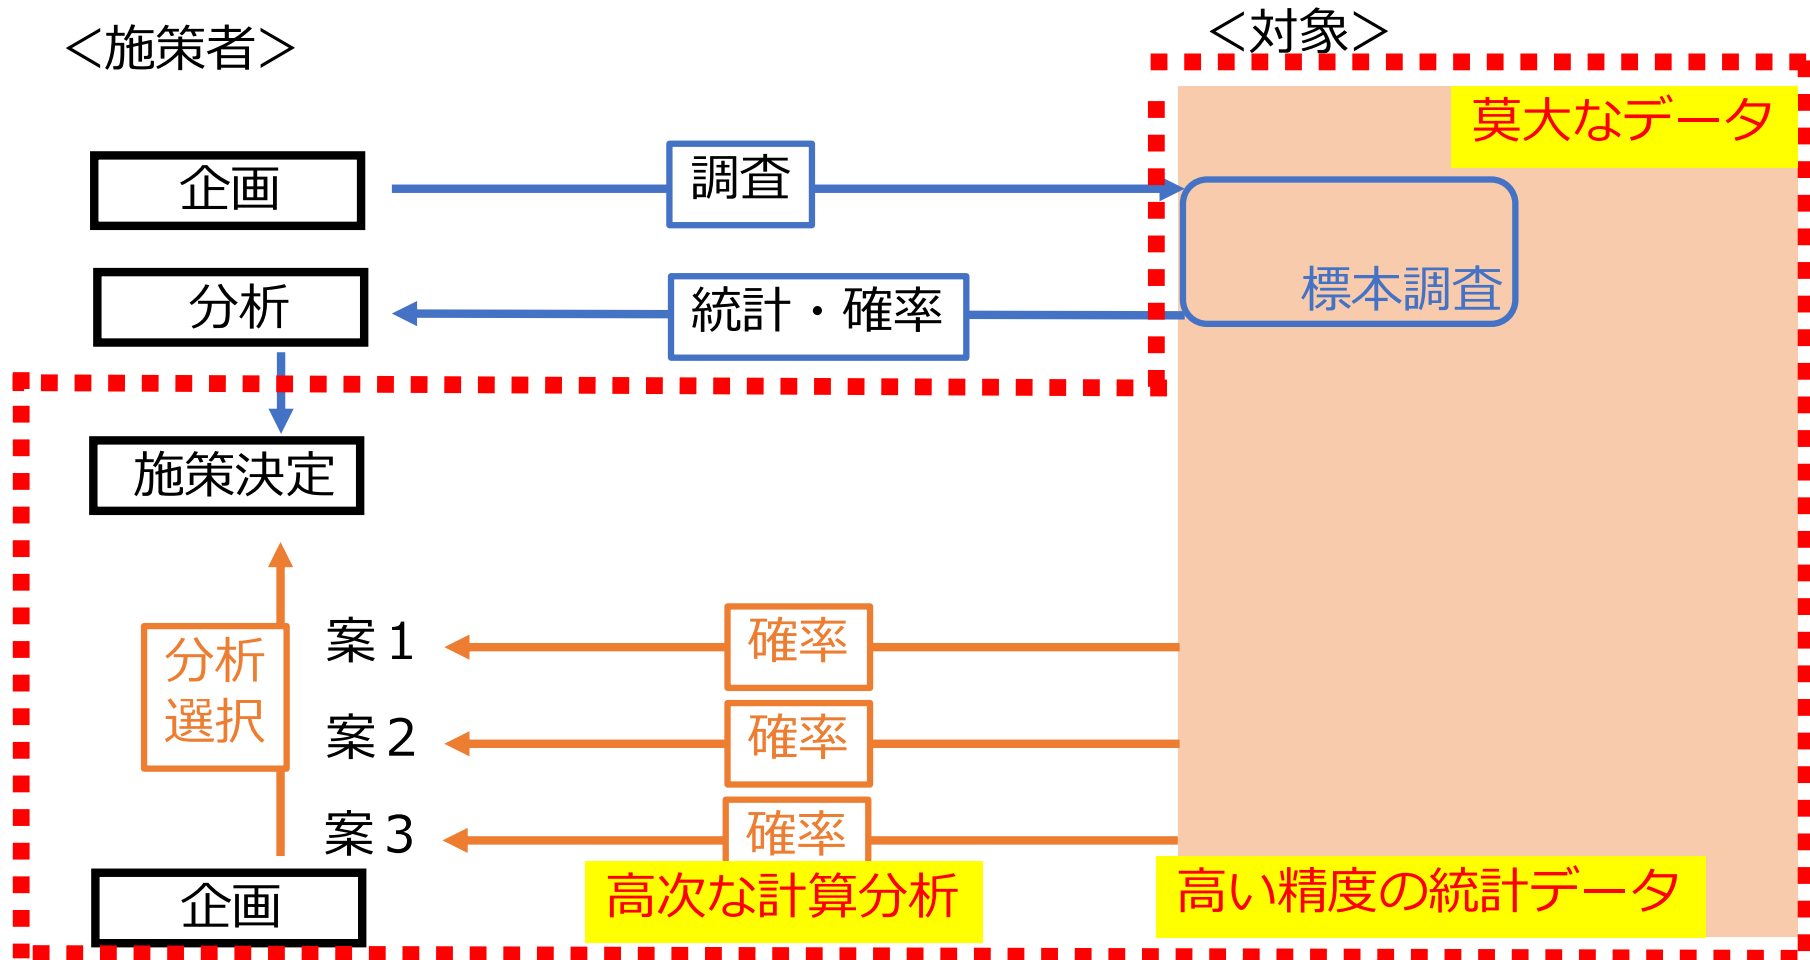 ＜施策者＞
＜対象＞
莫大なデータ
企画
調査
標本調査
分析
統計・確率
施策決定
分析
選択
案１
確率
案２
確率
案３
確率
企画
高次な計算分析
高い精度の統計データ